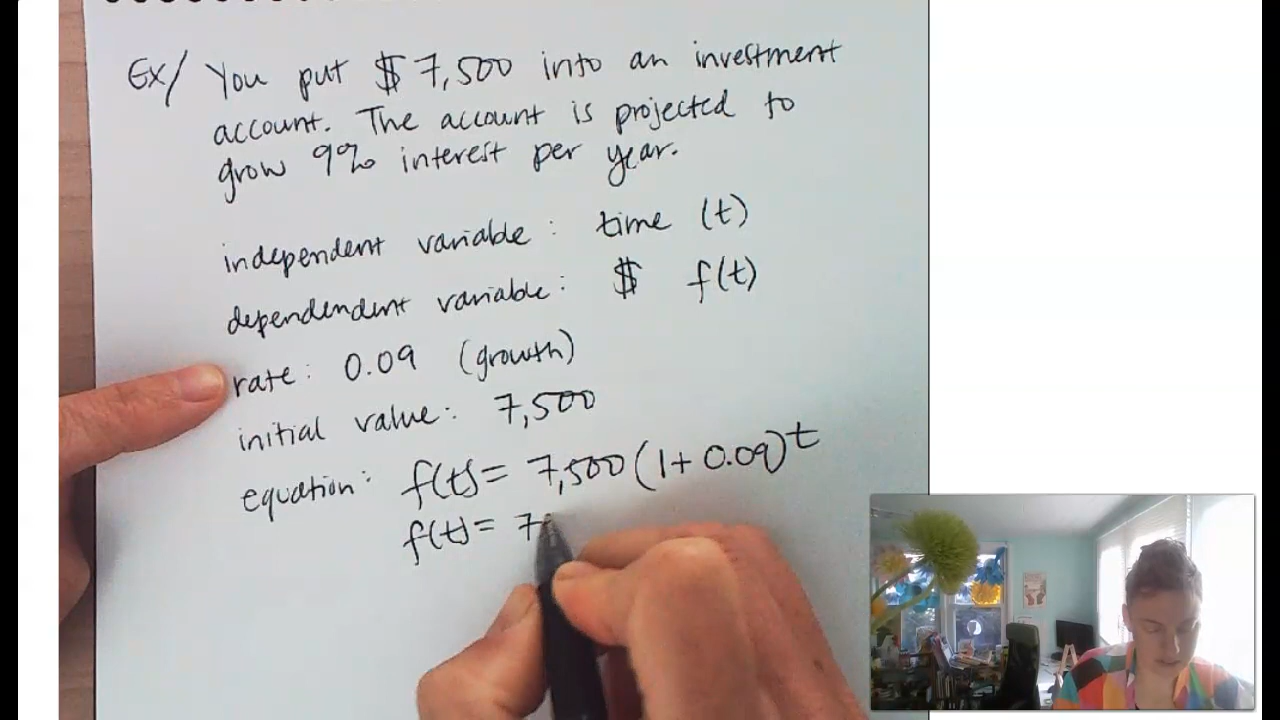 Ex/ You put $7,500 into an investment
account. The account is projected to
grow 9% interest per year.
independent variable: time (t)
dependendent variable: $ f(t)
rate: 0.09 (growth)
initial value: 7,500
equation: f(t) = 7,500 (1 + 0.09)^t
f(t) = 7